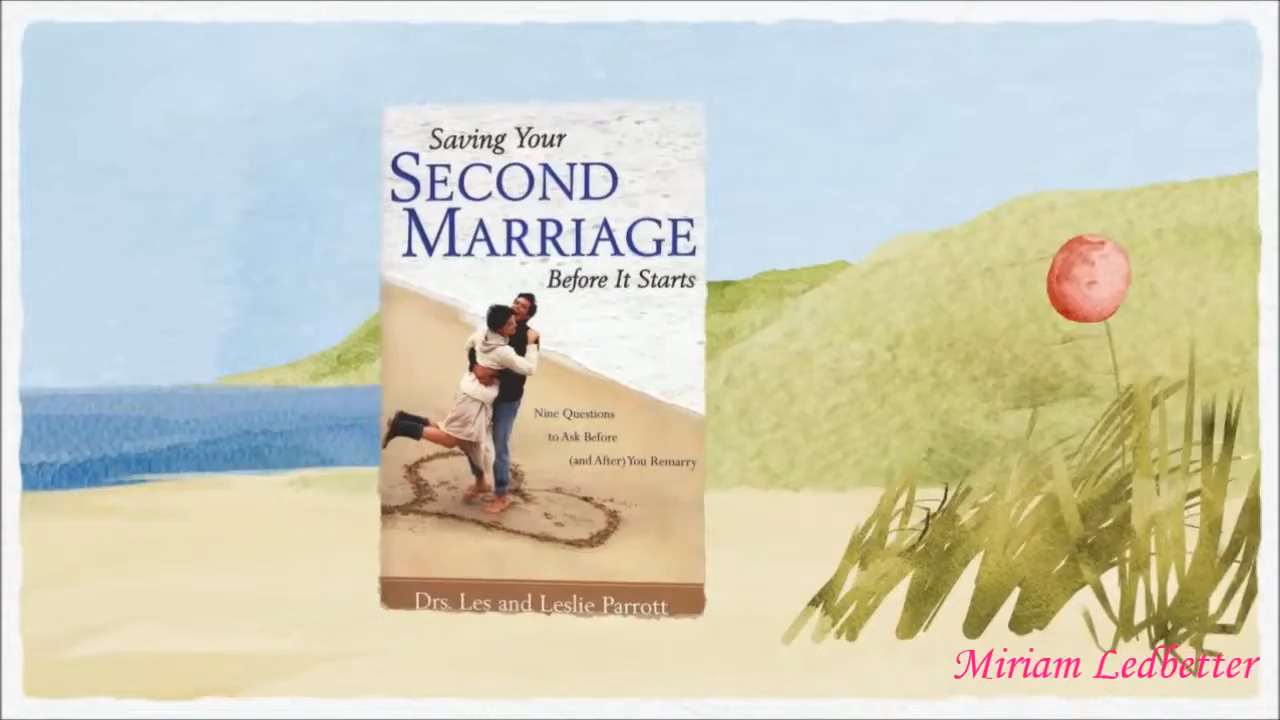 Saving Your
SECOND
MARRIAGE
Before It Starts
Nine Questions
to Ask Before
(and After) You Remarry
Drs. Les and Leslie Parrott
Miriam Ledbetter